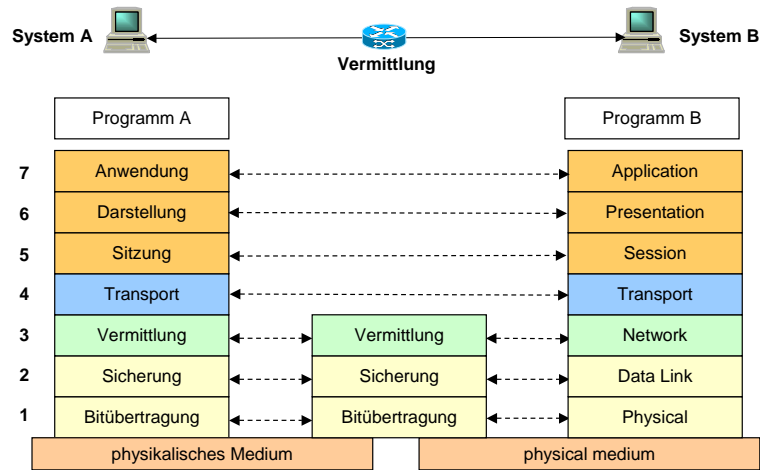 System A
System B
Vermittlung
Programm A
Programm B
7 Anwendung Application
6 Darstellung Presentation
5 Sitzung Session
4 Transport Transport
3 Vermittlung Vermittlung Network
2 Sicherung Sicherung Data Link
1 Bitübertragung Bitübertragung Physical
physikalisches Medium physical medium